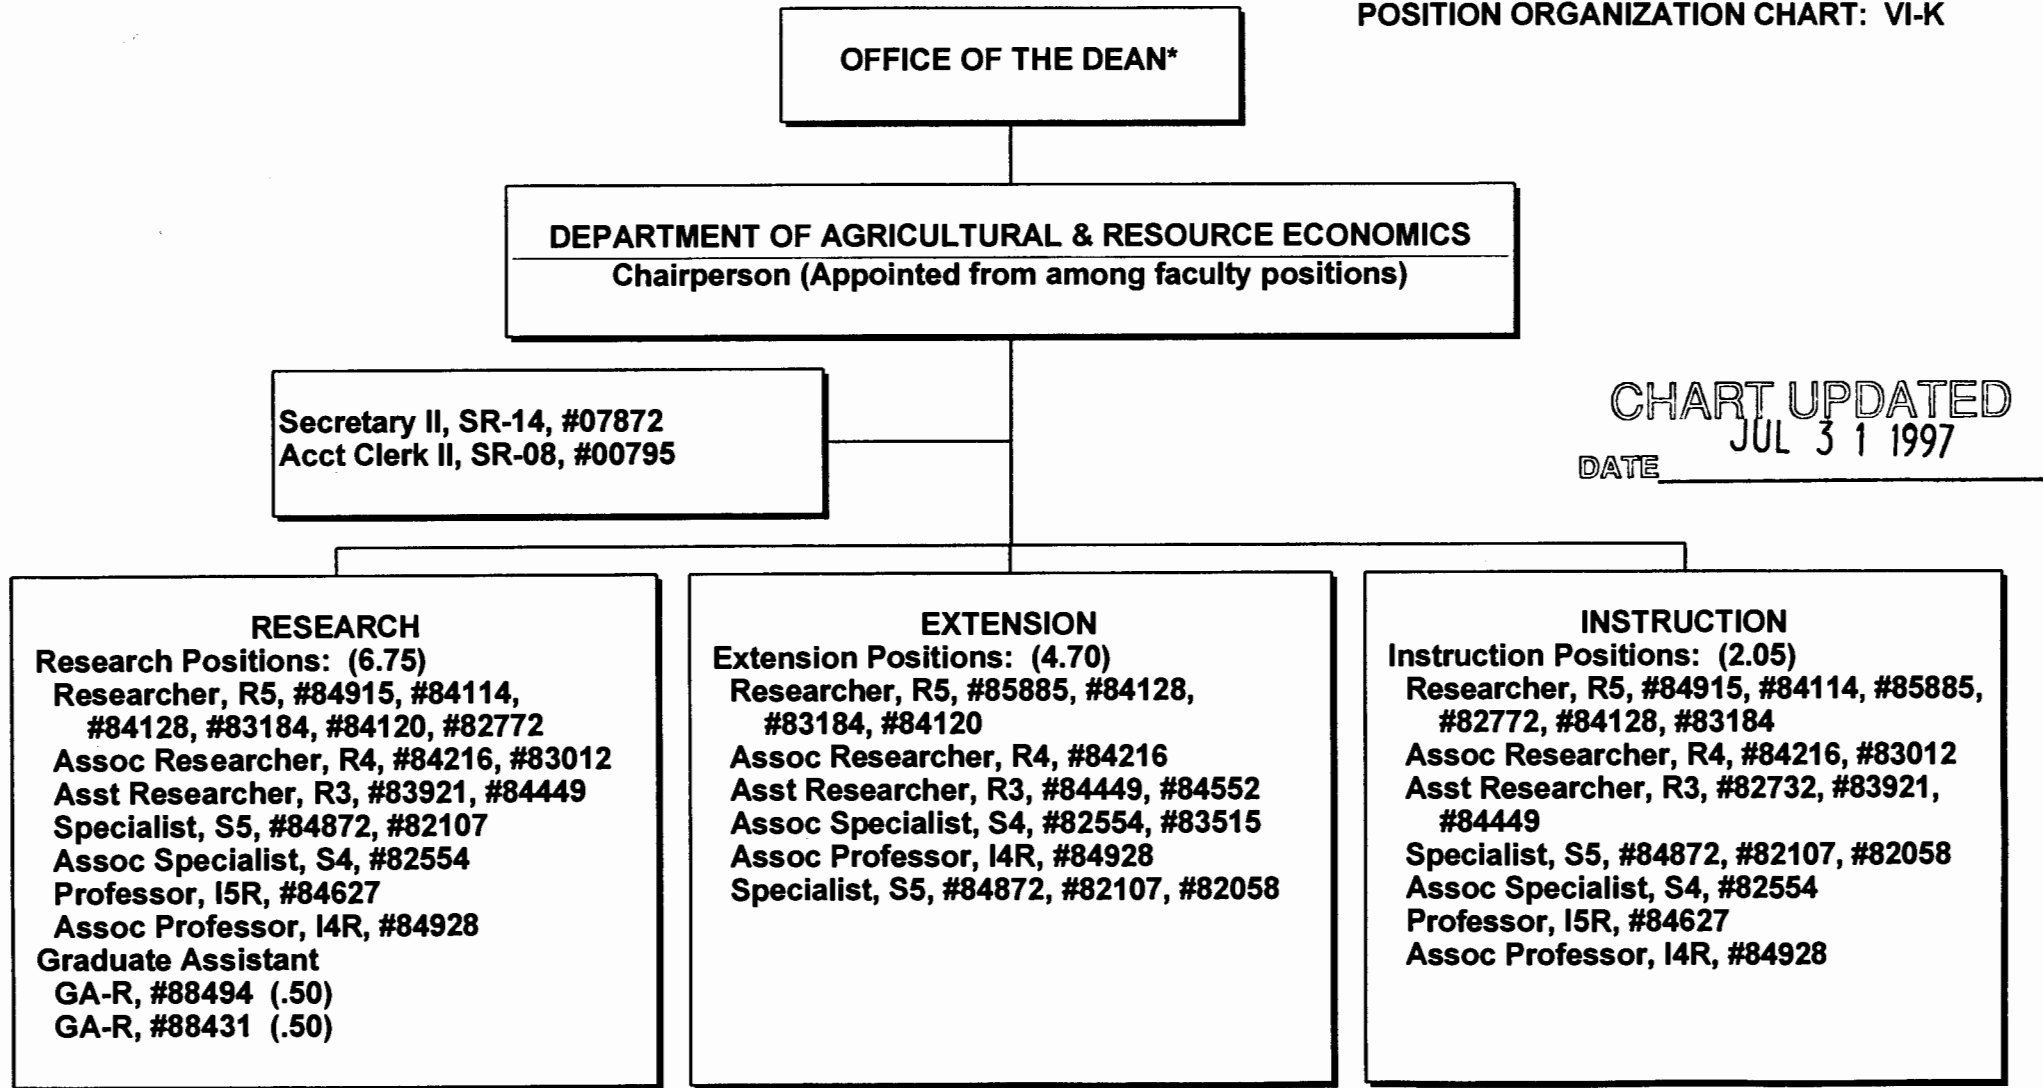 POSITION ORGANIZATION CHART: VI-K
OFFICE OF THE DEAN*
DEPARTMENT OF AGRICULTURAL & RESOURCE ECONOMICS
Chairperson (Appointed from among faculty positions)
Secretary II, SR-14, #07872
Acct Clerk II, SR-08, #00795
CHART UPDATED
JUL 31 1997
DATE
RESEARCH
Research Positions: (6.75)
Researcher, R5, #84915, #84114,
#84128, #83184, #84120, #82772
Assoc Researcher, R4, #84216, #83012
Asst Researcher, R3, #83921, #84449
Specialist, S5, #84872, #82107
Assoc Specialist, S4, #82554
Professor, I5R, #84627
Assoc Professor, I4R, #84928
Graduate Assistant
GA-R, #88494 (.50)
GA-R, #88431 (.50)
EXTENSION
Extension Positions: (4.70)
Researcher, R5, #85885, #84128,
#83184, #84120
Assoc Researcher, R4, #84216
Asst Researcher, R3, #84449, #84552
Assoc Specialist, S4, #82554, #83515
Assoc Professor, I4R, #84928
Specialist, S5, #84872, #82107, #82058
INSTRUCTION
Instruction Positions: (2.05)
Researcher, R5, #84915, #84114, #85885,
#82772, #84128, #83184
Assoc Researcher, R4, #84216, #83012
Asst Researcher, R3, #82732, #83921,
#84449
Specialist, S5, #84872, #82107, #82058
Assoc Specialist, S4, #82554
Professor, I5R, #84627
Assoc Professor, I4R, #84928